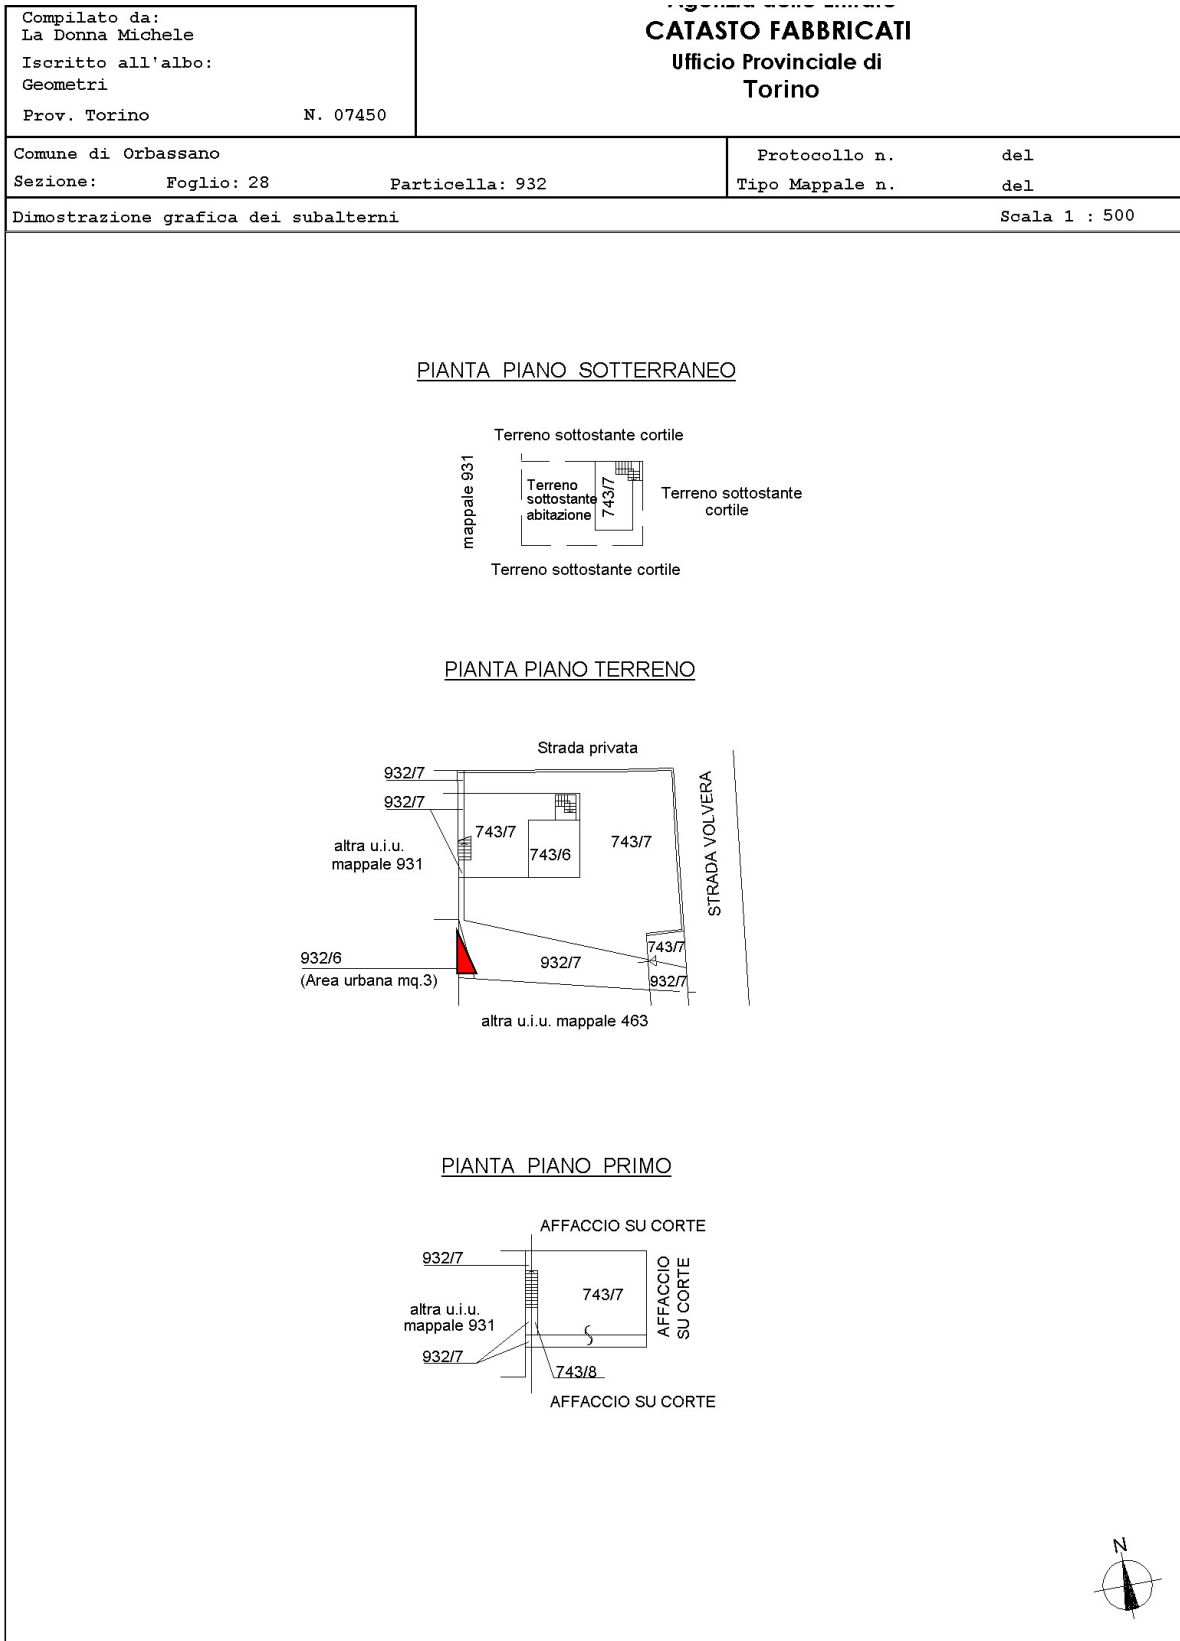 Compilato da:
La Donna Michele
Iscritto all'albo:
Geometri
Prov. Torino N. 07450
Agenzia delle Entrate
CATASTO FABBRICATI
Ufficio Provinciale di
Torino
Comune di Orbassano
Sezione: Foglio: 28 Particella: 932
Protocollo n. del
Tipo Mappale n. del
Dimostrazione grafica dei subalterni Scala 1 : 500
PIANTA PIANO SOTTERRANEO
Terreno sottostante cortile
mappale 931
Terreno
sottostante
abitazione
743/7
Terreno sottostante
cortile
Terreno sottostante cortile
PIANTA PIANO TERRENO
Strada privata
932/7
932/7
743/7
743/6
743/7
altra u.i.u.
mappale 931
STRADA VOLVERA
932/6
(Area urbana mq.3)
932/7
743/7
932/7
altra u.i.u. mappale 463
PIANTA PIANO PRIMO
AFFACCIO SU CORTE
932/7
743/7
AFFACCIO
SU CORTE
altra u.i.u.
mappale 931
932/7
743/8
AFFACCIO SU CORTE
N